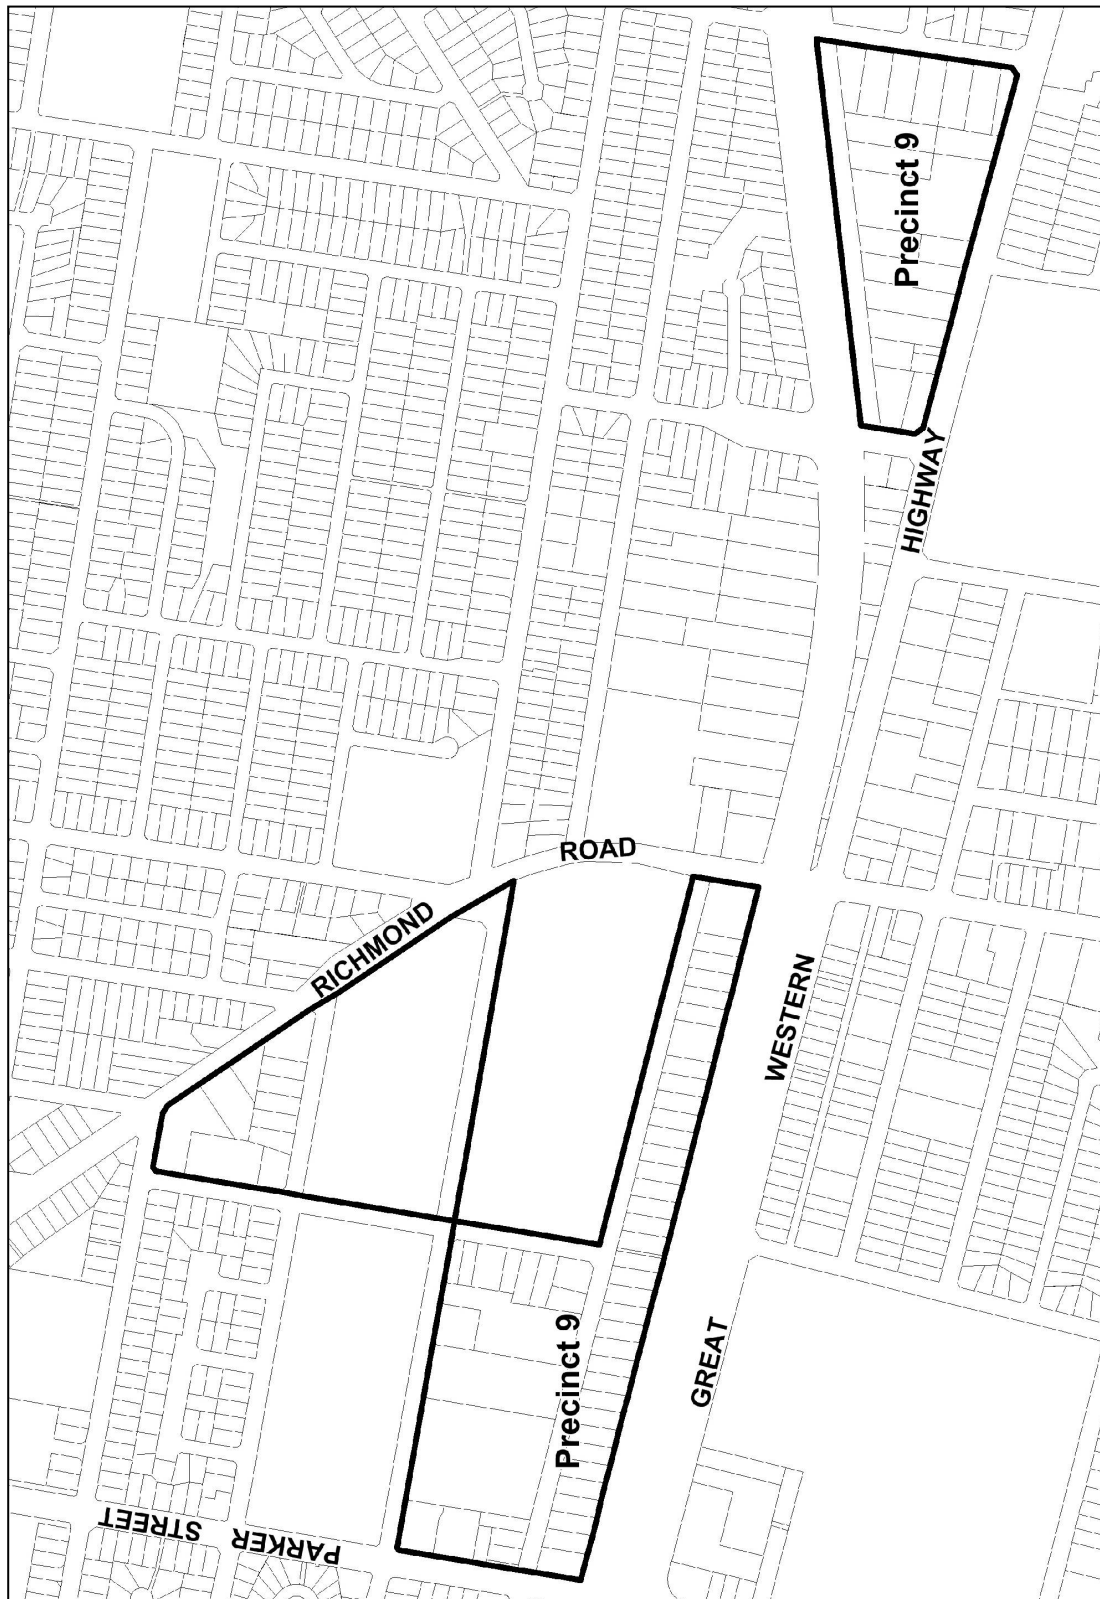 Precinct 9
HIGHWAY
ROAD
RICHMOND
WESTERN
GREAT
Precinct 9
PARKER STREET